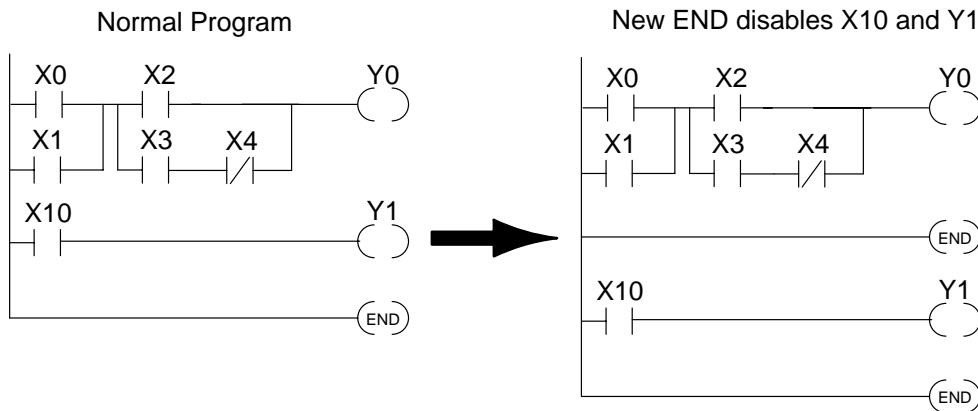 Normal Program
X0 X2 Y0
X1 X3 X4
X10 Y1
END
New END disables X10 and Y1
X0 X2 Y0
X1 X3 X4
END
X10 Y1
END